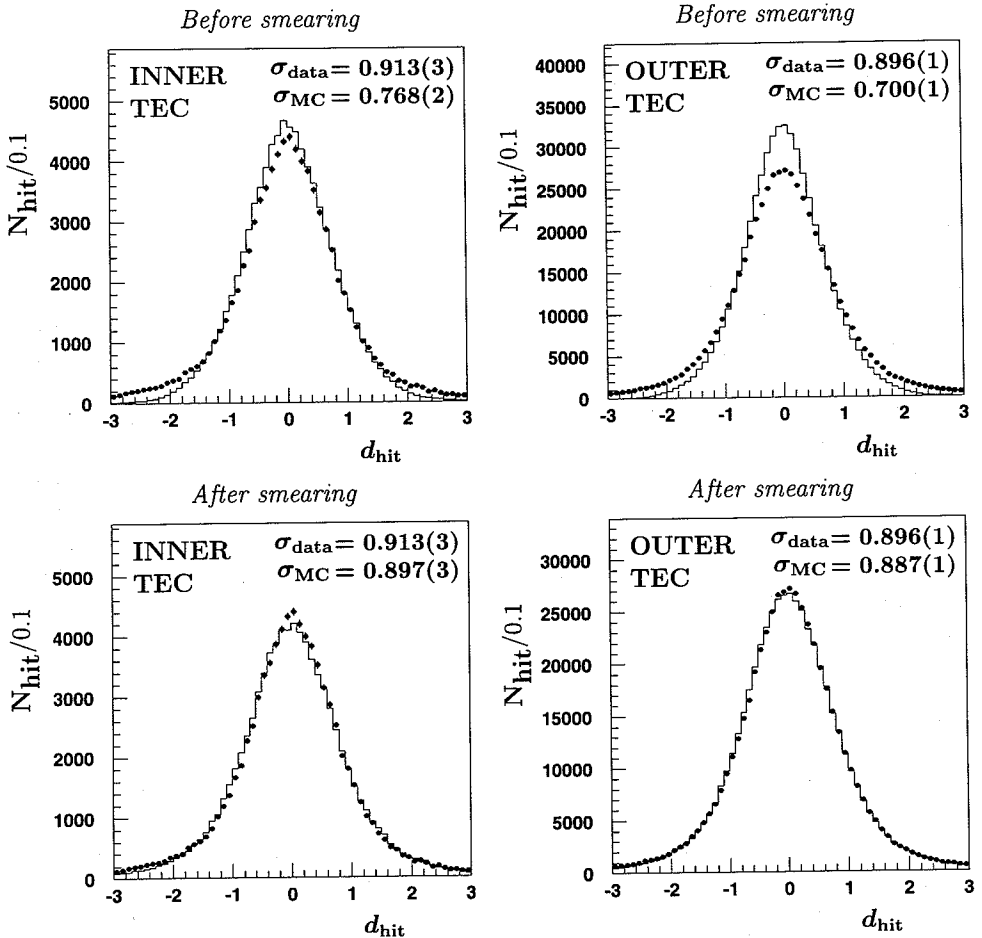 Before smearing
INNER
TEC
σdata= 0.913(3)
σMC = 0.768(2)
5000
4000
3000
2000
1000
0
Nhit/0.1
-3 -2 -1 0 1 2 3
dhit
Before smearing
OUTER
TEC
σdata= 0.896(1)
σMC = 0.700(1)
40000
35000
30000
25000
20000
15000
10000
5000
0
Nhit/0.1
-3 -2 -1 0 1 2 3
dhit
After smearing
INNER
TEC
σdata= 0.913(3)
σMC = 0.897(3)
5000
4000
3000
2000
1000
0
Nhit/0.1
-3 -2 -1 0 1 2 3
dhit
After smearing
OUTER
TEC
σdata= 0.896(1)
σMC = 0.887(1)
30000
25000
20000
15000
10000
5000
0
Nhit/0.1
-3 -2 -1 0 1 2 3
dhit